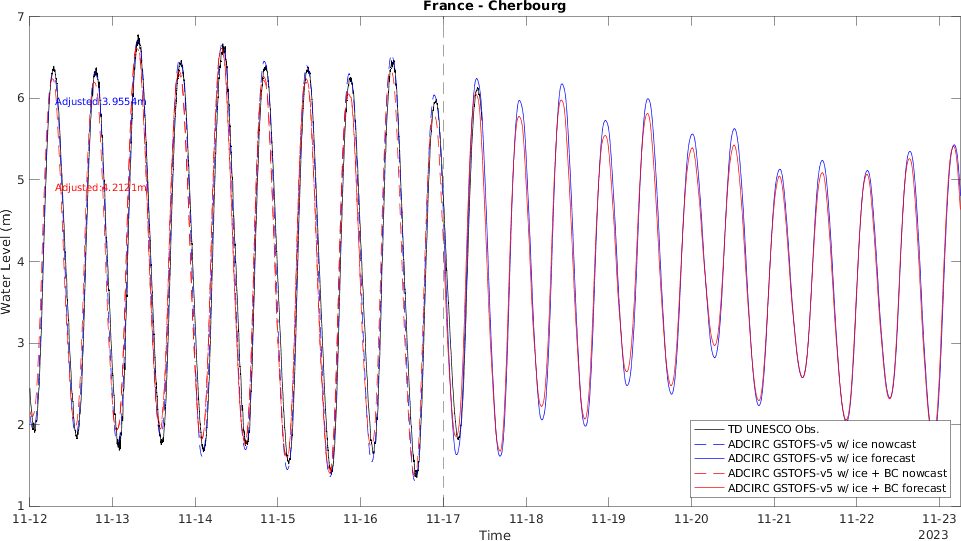 France - Cherbourg
7
6
5
4
3
2
1
Water Level (m)
Adjusted:3.9554m
Adjusted:4.2121m
TD UNESCO Obs.
ADCIRC GSTOFS-v5 w/ ice nowcast
ADCIRC GSTOFS-v5 w/ ice forecast
ADCIRC GSTOFS-v5 w/ ice + BC nowcast
ADCIRC GSTOFS-v5 w/ ice + BC forecast
11-12 11-13 11-14 11-15 11-16 11-17 11-18 11-19 11-20 11-21 11-22 11-23
Time
2023